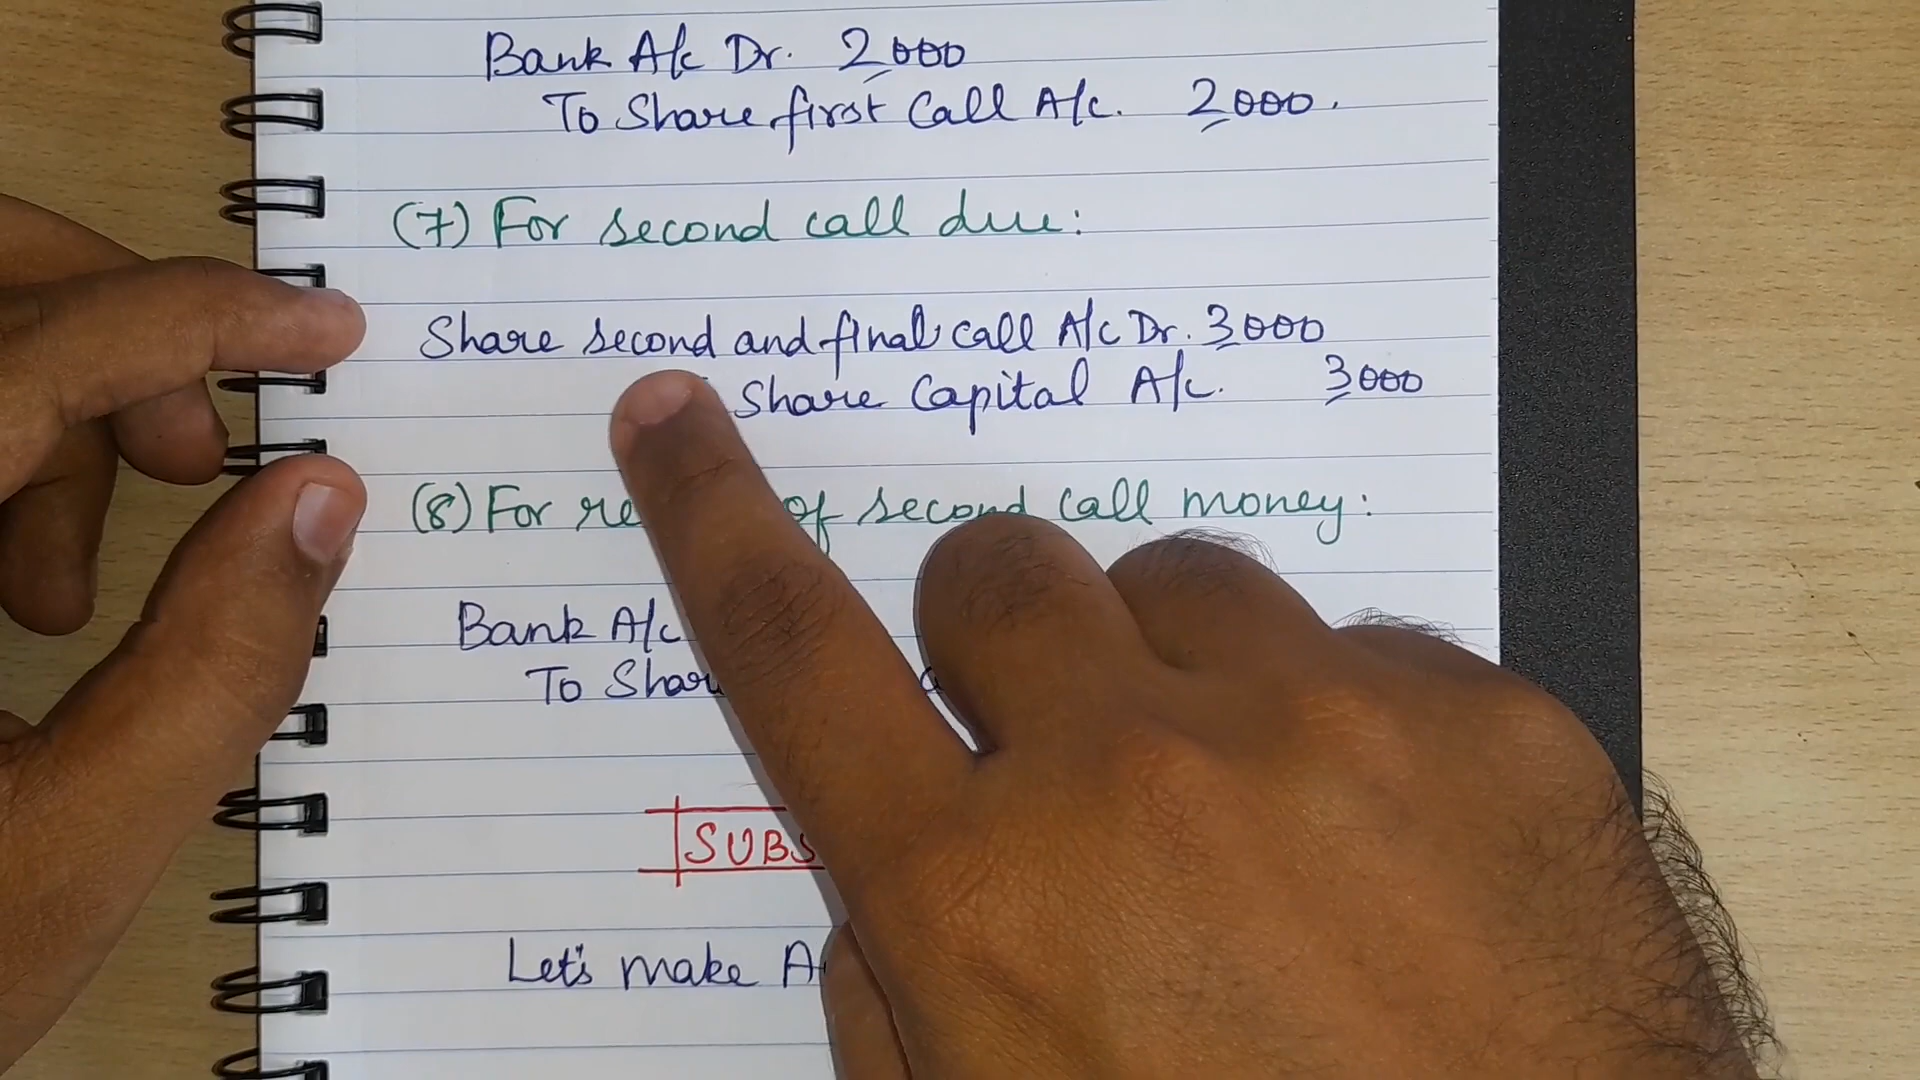 Bank A/c Dr. 2000
To Share first Call A/c. 2000.
(7) For second call due:
Share second and final call A/c Dr. 3000
Share Capital A/c. 3000
(8) For of second call money:
Bank A/c
To
Let's make